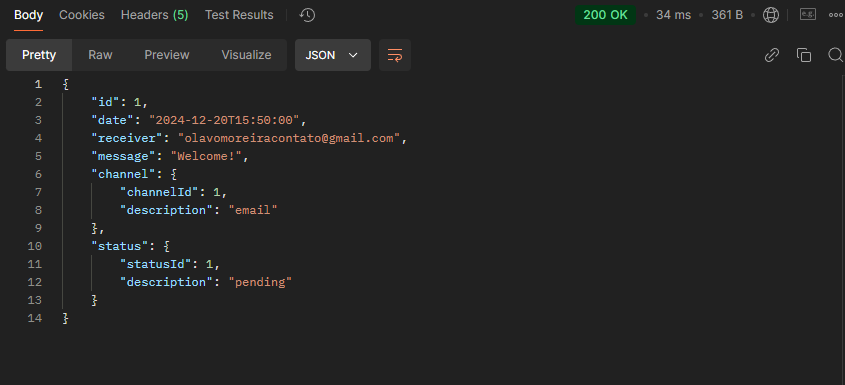 Body Cookies Headers (5) Test Results 200 OK 34 ms 361 B
Pretty Raw Preview Visualize JSON
1 {
2 "id": 1,
3 "date": "2024-12-20T15:50:00",
4 "receiver": "olavomoreiracontato@gmail.com",
5 "message": "Welcome!",
6 "channel": {
7 "channelId": 1,
8 "description": "email"
9 },
10 "status": {
11 "statusId": 1,
12 "description": "pending"
13 }
14 }